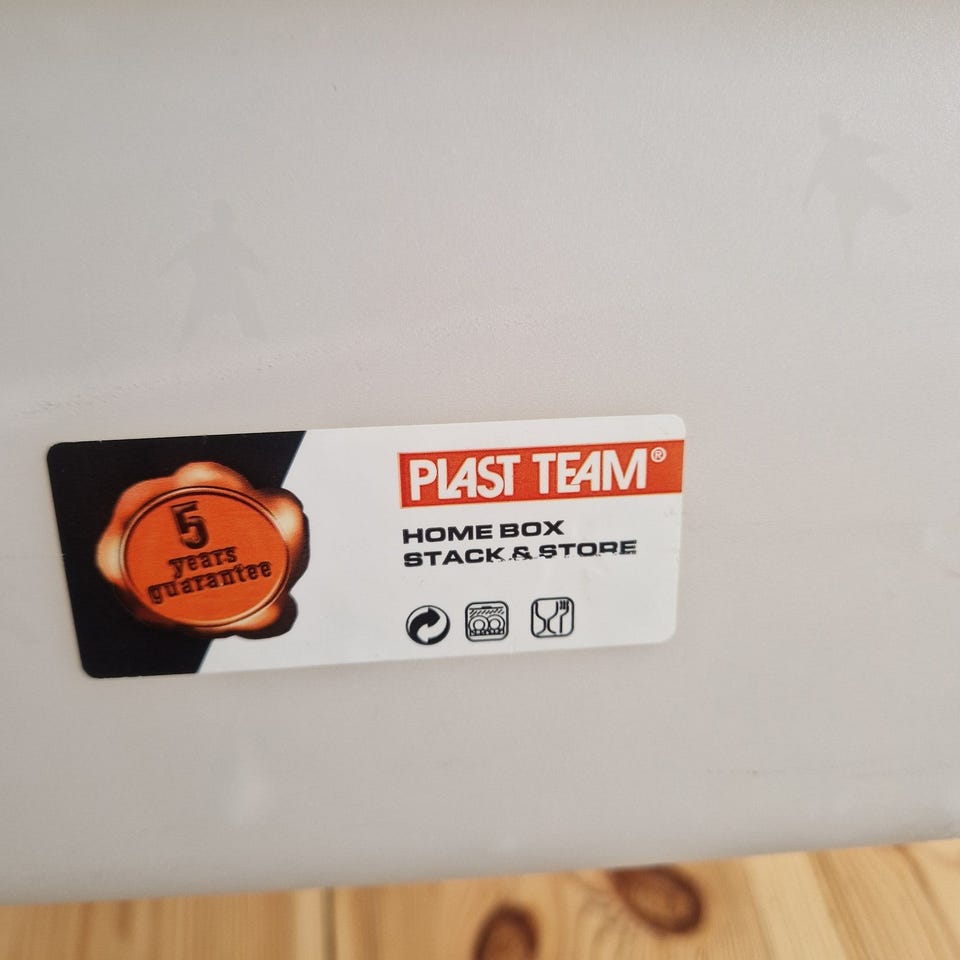 5
years
guarantee
PLAST TEAM®
HOME BOX
STACK & STORE